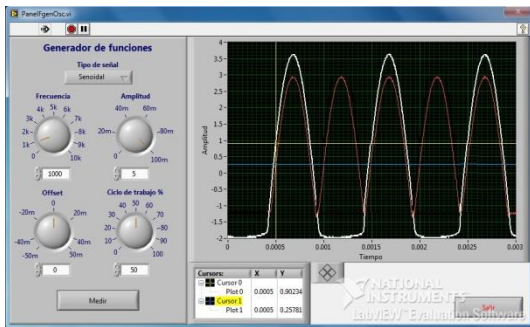 PanelFgenOsc.vi
Generador de funciones
Tipo de señal
Senoidal
Frecuencia
4k 5k 6k
3k 7k
2k 8k
1k 9k
0 10k
1000
Amplitud
40m 60m
20m 80m
0 100m
5
Offset
0
-20m 20m
-40m 40m
-50m 50m
0
Ciclo de trabajo %
40 50 60
30 70
20 80
10 90
0 100
50
Medir
Amplitud
4
3.5
3
2.5
2
1.5
1
0.5
0
-0.5
-1
-1.5
-2
0 0.0005 0.001 0.0015 0.002 0.0025 0.003
Tiempo
Cursors: X Y
Cursor 0
Plot 0 0.0005 0.90234
Cursor 1
Plot 1 0.0005 0.25781
NATIONAL
INSTRUMENTS
LabVIEW™ Evaluation Software
Salir